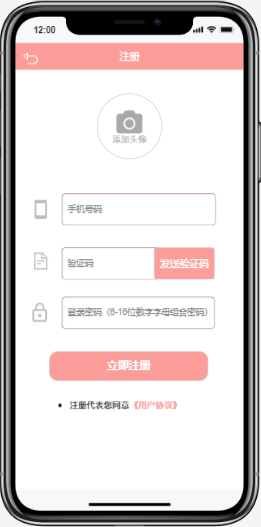 12:00
注册
添加头像
手机号码
验证码 发送验证码
登录密码（6-16位数字字母组合密码）
立即注册
• 注册代表您同意《用户协议》